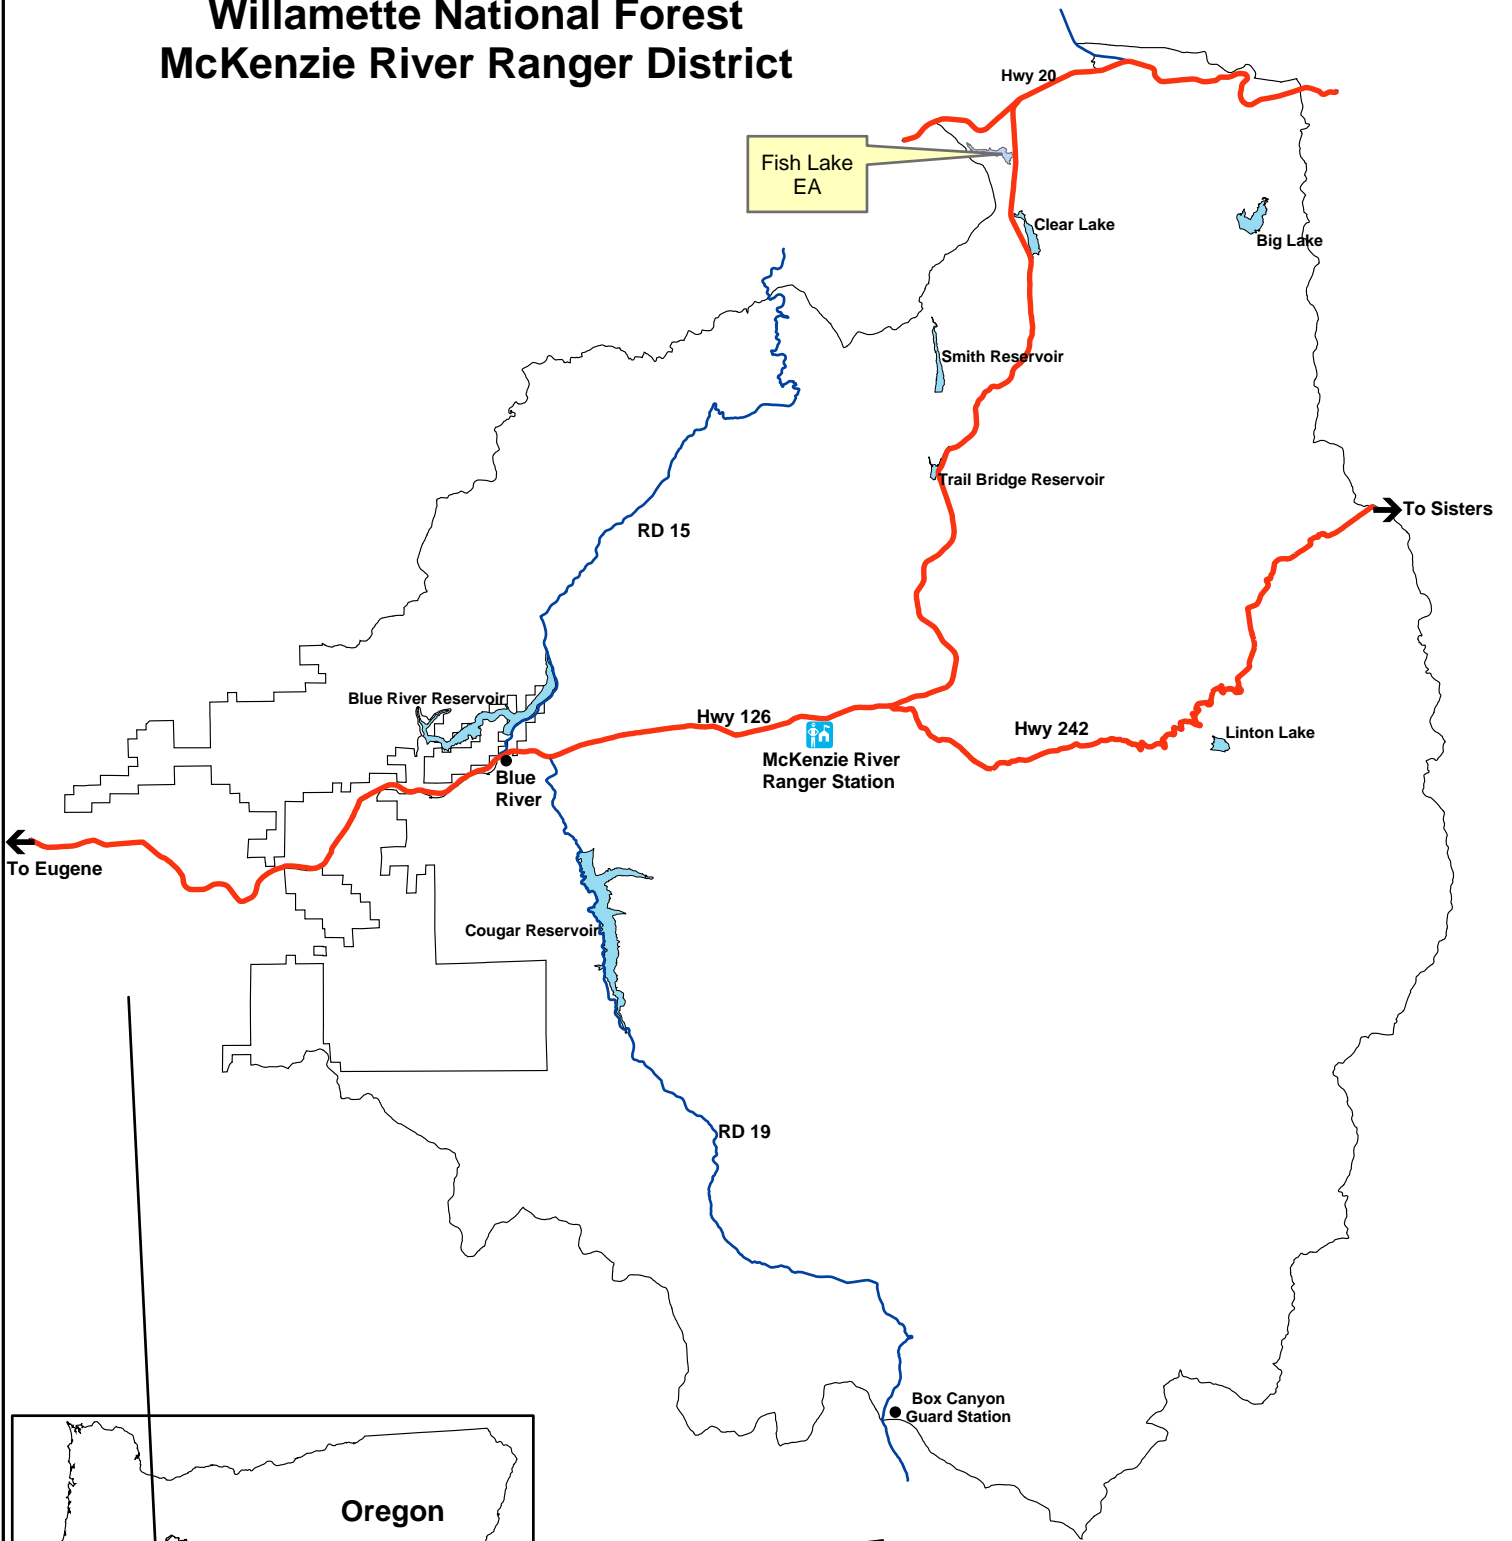 Willamette National Forest
McKenzie River Ranger District
Hwy 20
Fish Lake
EA
Clear Lake
Big Lake
Smith Reservoir
Trail Bridge Reservoir
To Sisters
RD 15
Blue River Reservoir
Hwy 126
Hwy 242
Linton Lake
McKenzie River
Ranger Station
Blue
River
To Eugene
Cougar Reservoir
RD 19
Box Canyon
Guard Station
Oregon